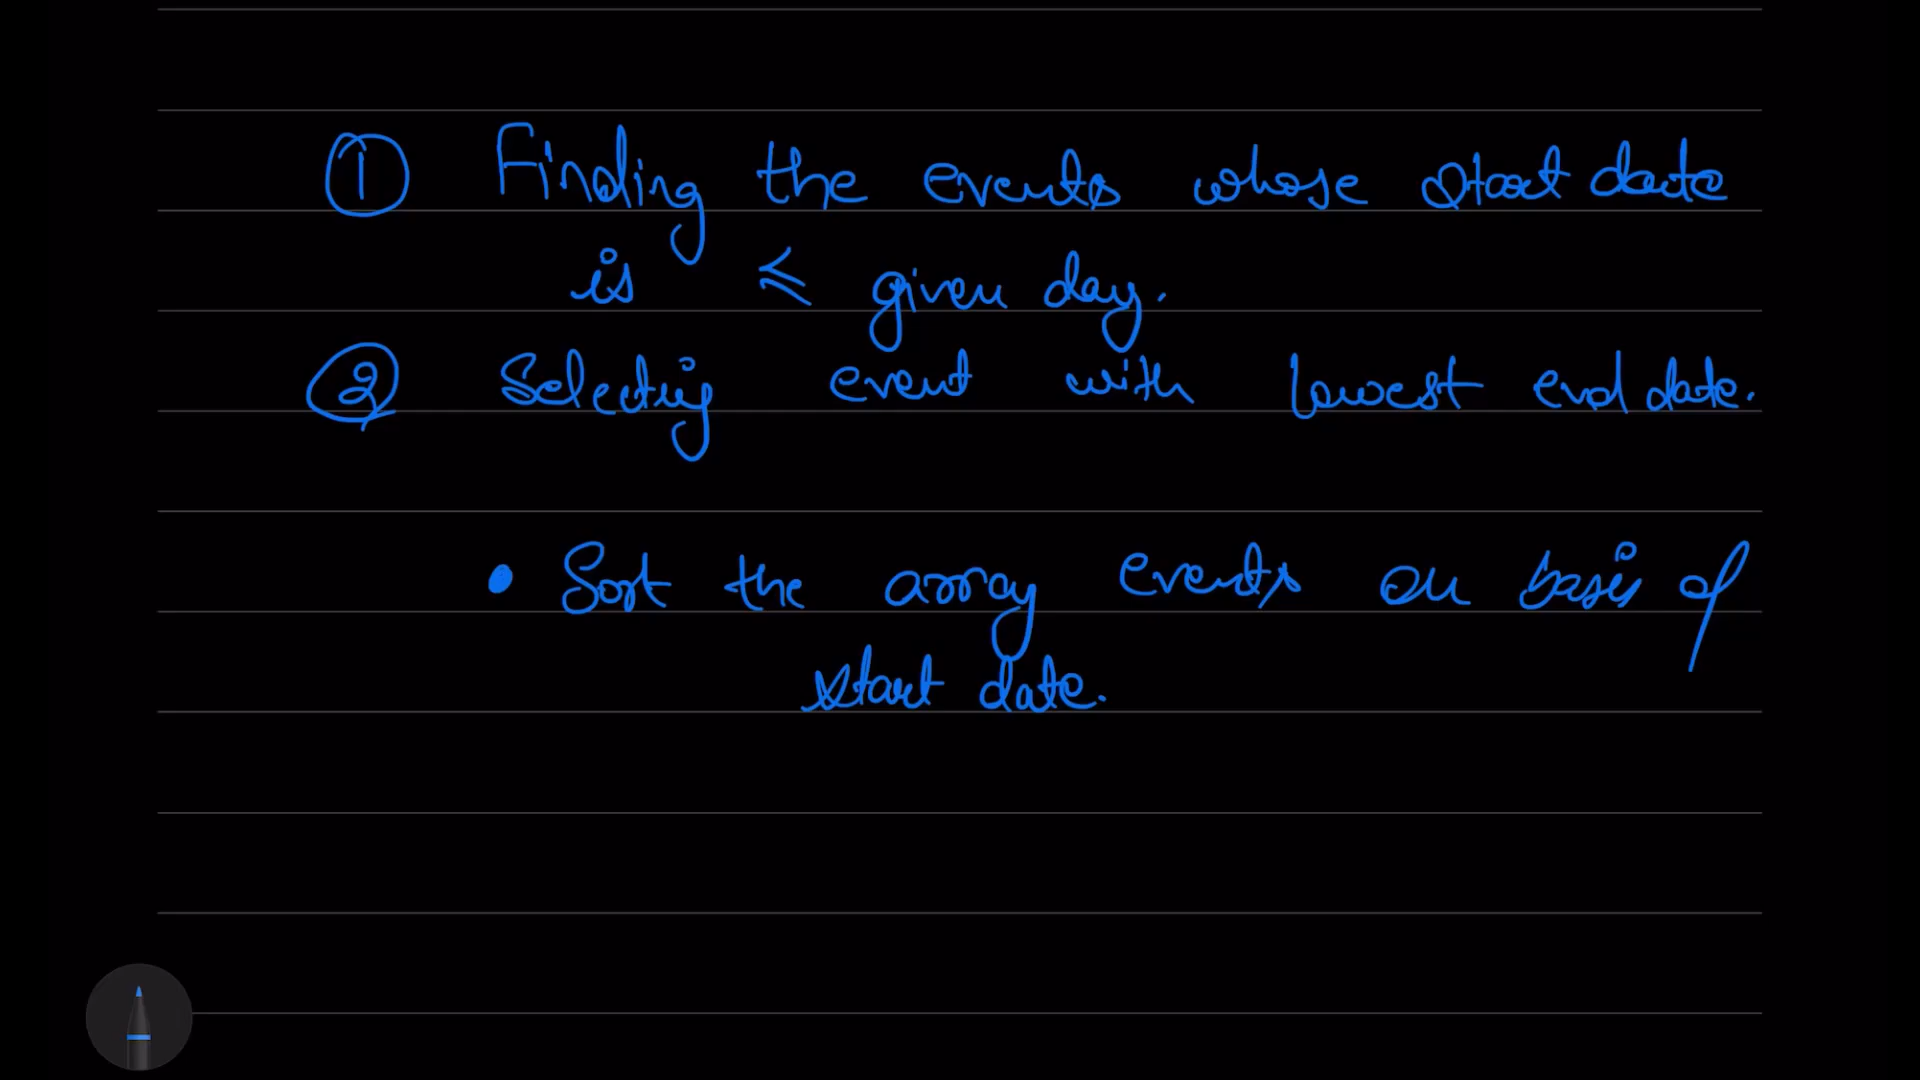 ① Finding the events whose start date
is ⩽ given day.
② Selecting event with lowest end date.
• Sort the array events on basis of
start date.